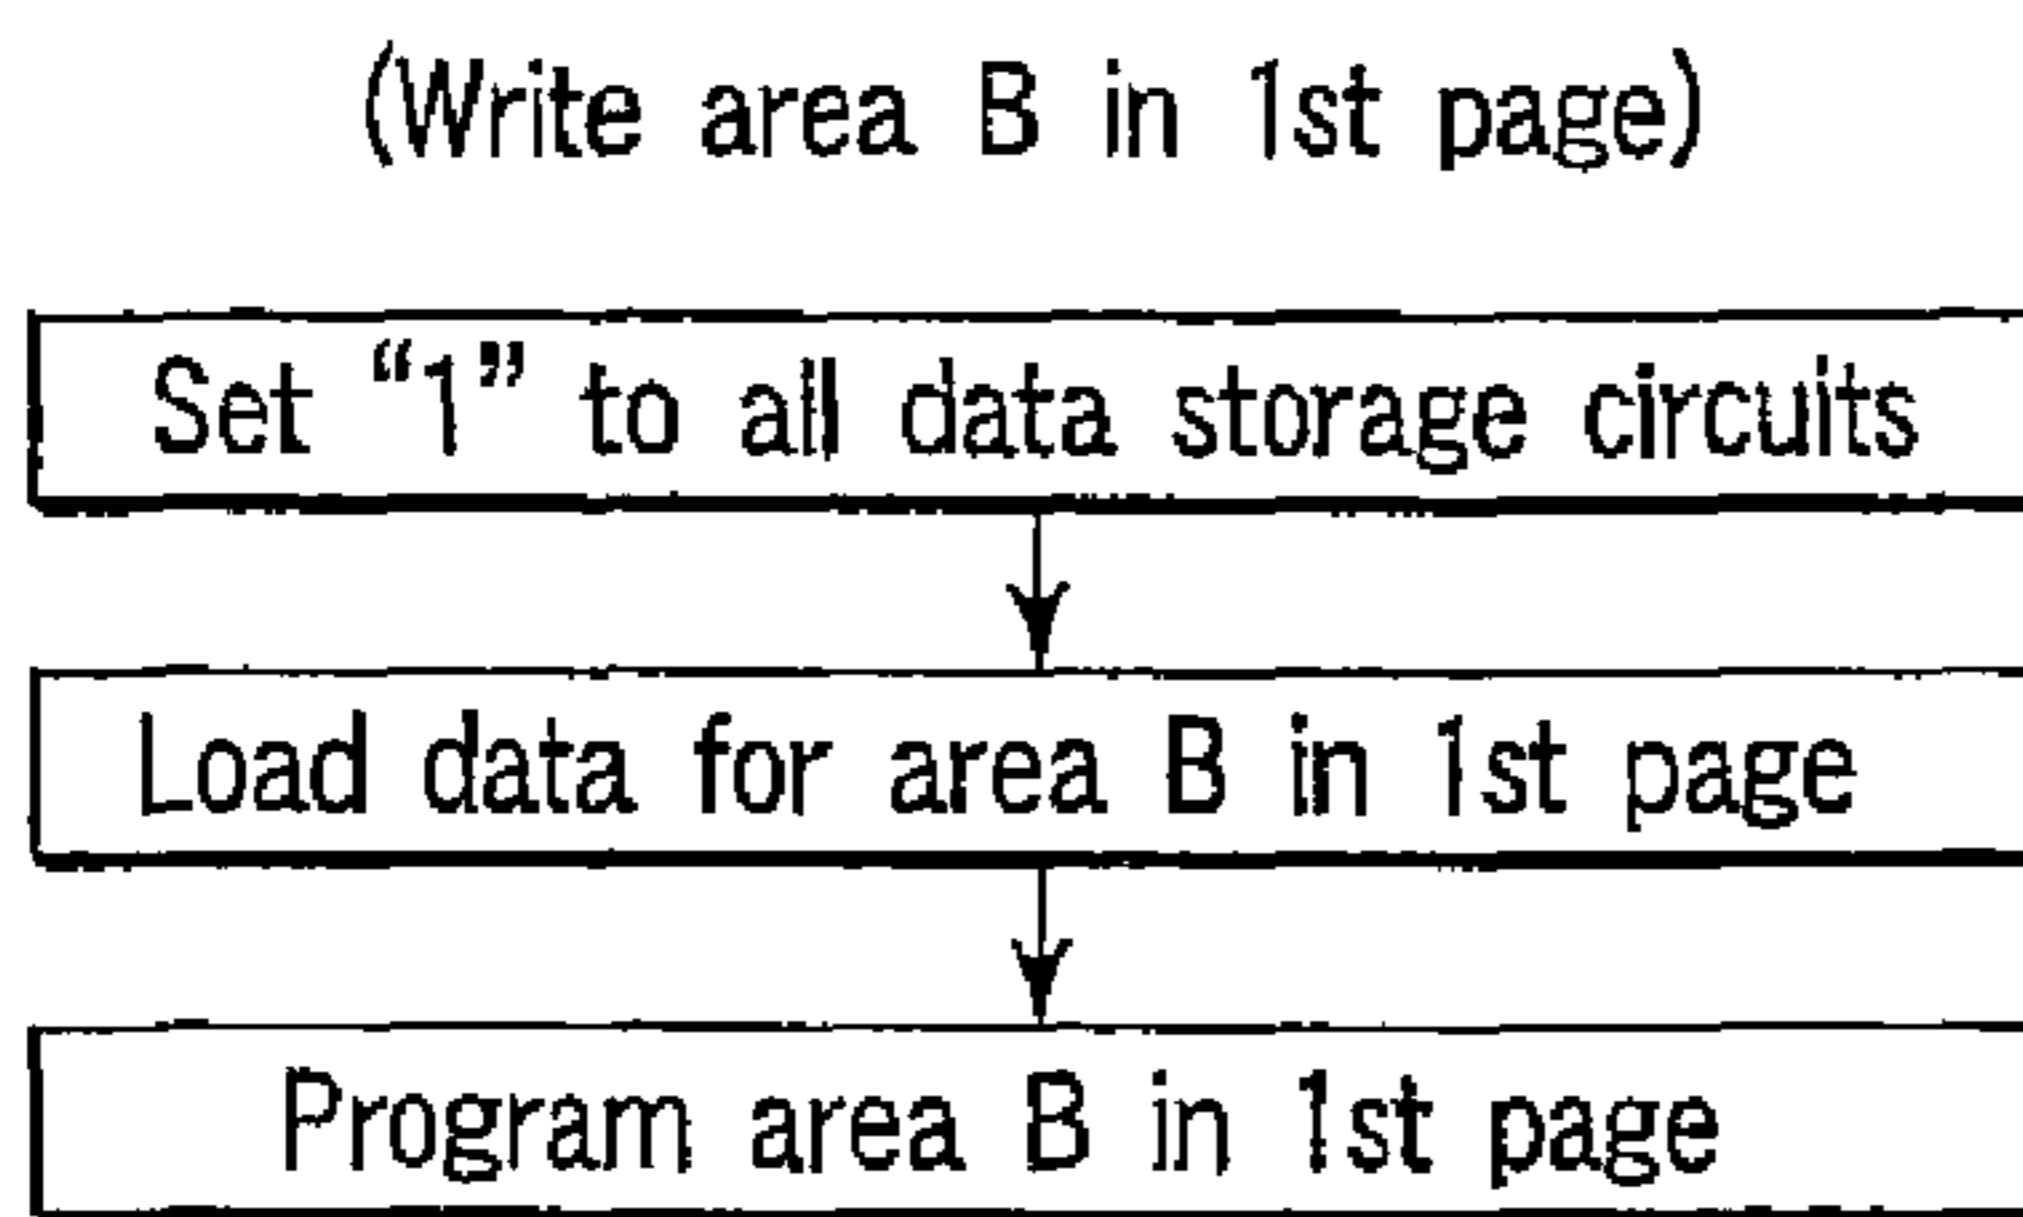 (Write area B in 1st page)
Set “1” to all data storage circuits
Load data for area B in 1st page
Program area B in 1st page